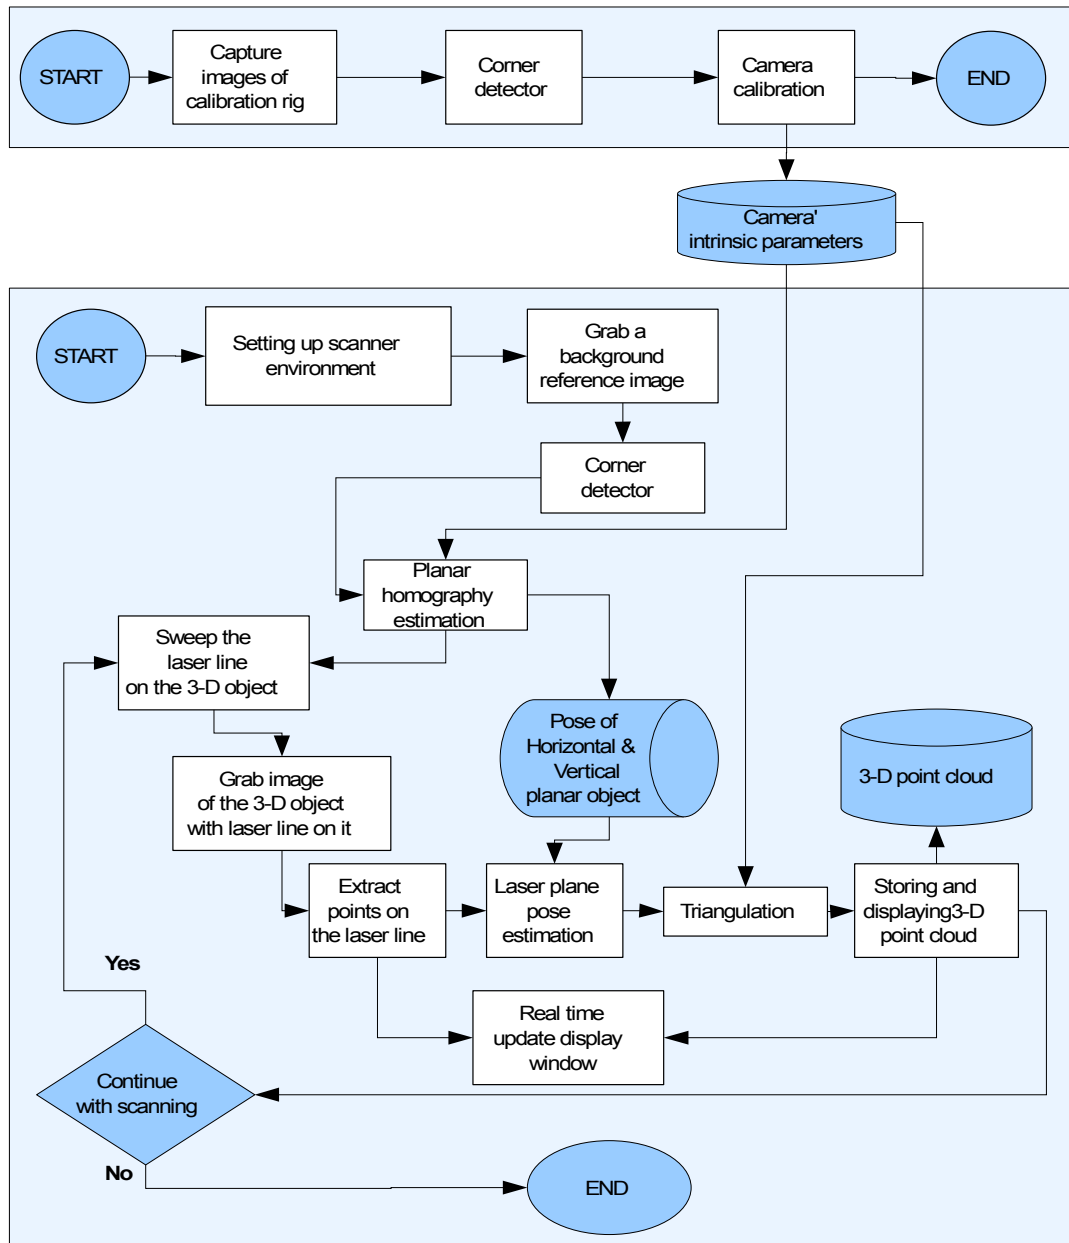 START
Capture
images of
calibration rig
Corner
detector
Camera
calibration
END
Camera'
intrinsic parameters
START
Setting up scanner
environment
Grab a
background
reference image
Corner
detector
Planar
homography
estimation
Sweep the
laser line
on the 3-D object
Pose of
Horizontal &
Vertical
planar object
3-D point cloud
Grab image
of the 3-D object
with laser line on it
Extract
points on
the laser line
Laser plane
pose
estimation
Triangulation
Storing and
displaying3-D
point cloud
Yes
Real time
update display
window
Continue
with scanning
No
END